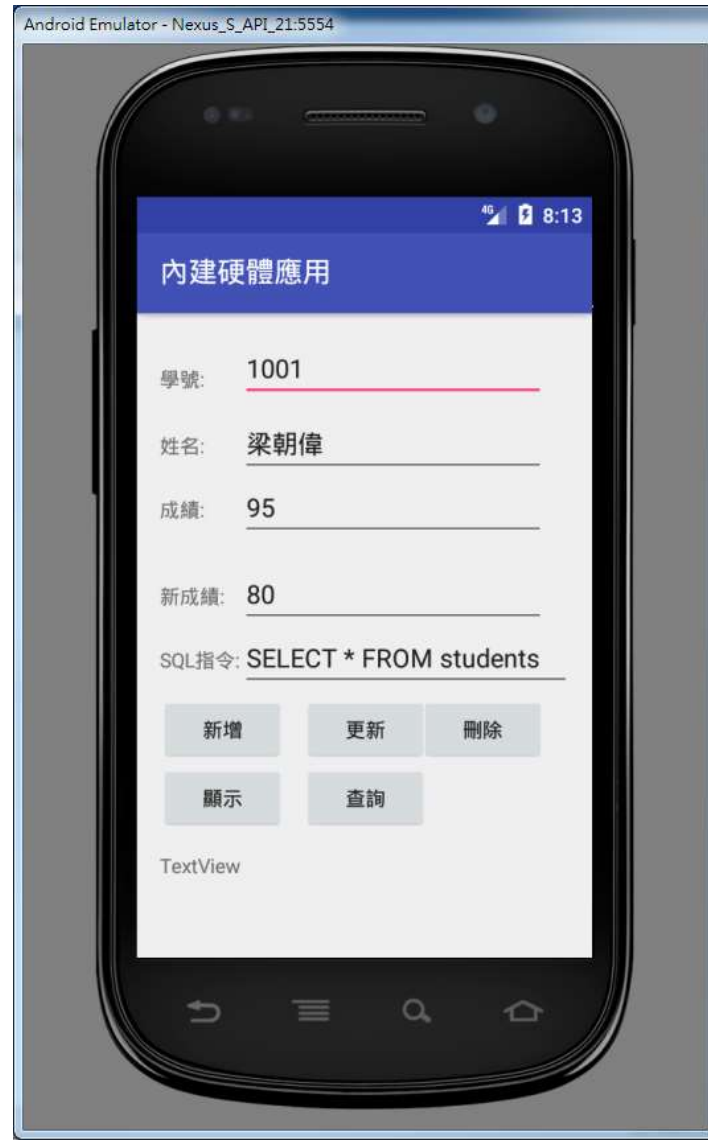 Android Emulator - Nexus_S_API_21:5554
4G 8:13
內建硬體應用
學號: 1001
姓名: 梁朝偉
成績: 95
新成績: 80
SQL指令: SELECT * FROM students
新增 更新 刪除
顯示 查詢
TextView